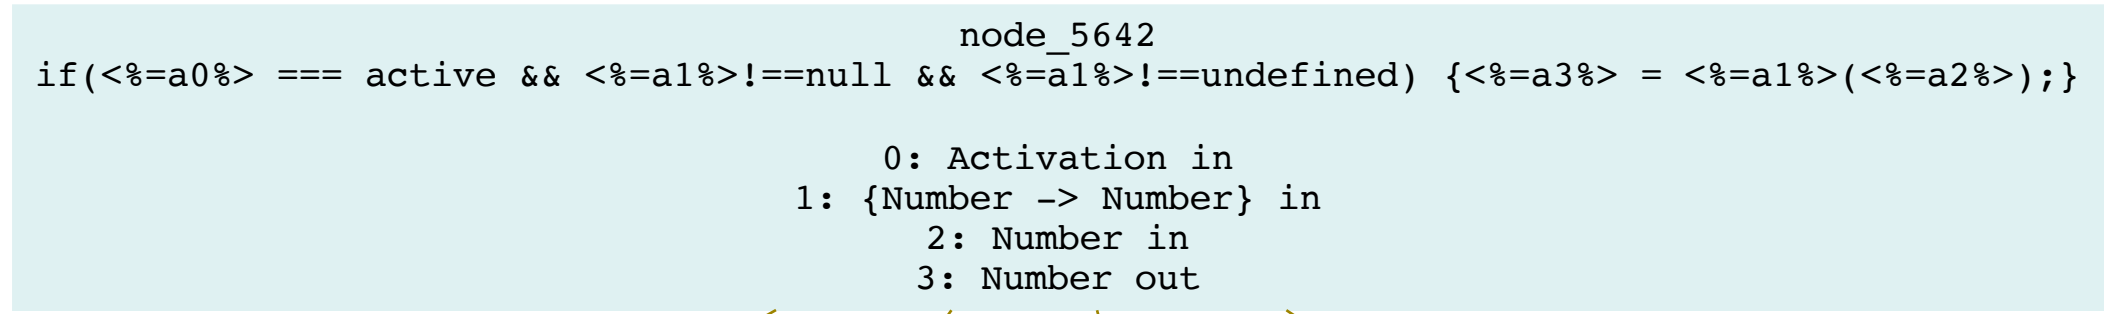 node_5642
if(<%=a0%> === active && <%=a1%>!==null && <%=a1%>!==undefined) {<%=a3%> = <%=a1%>(<%=a2%>);}
0: Activation in
1: {Number -> Number} in
2: Number in
3: Number out